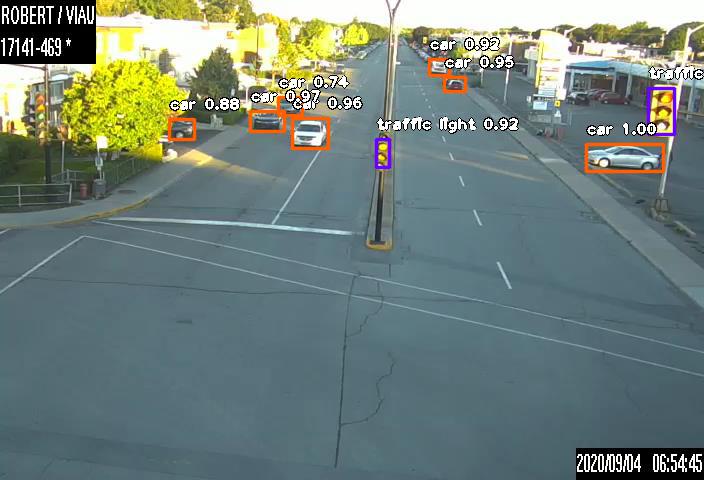 ROBERT / VIAU
17141-469 *
car 0.92
car 0.95
car 0.74
car 0.97
car 0.96
car 0.88
traffic
traffic light 0.92
car 1.00
2020/09/04 06:54:45